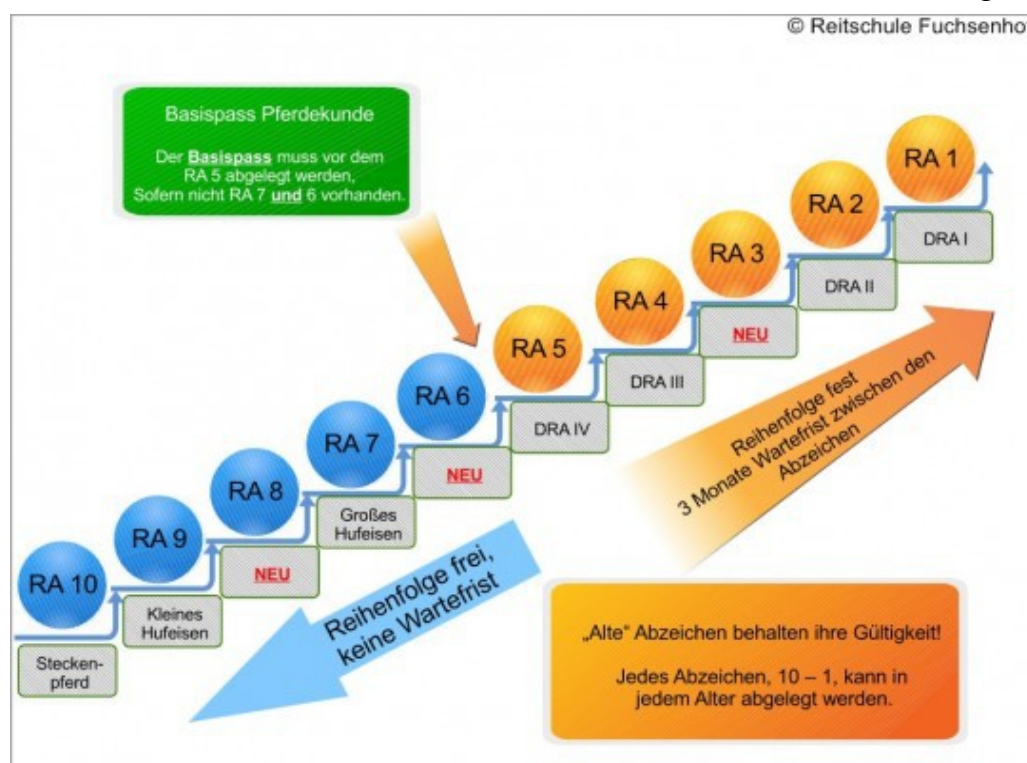 © Reitschule Fuchsenhof
Basispass Pferdekunde
Der Basispass muss vor dem
RA 5 abgelegt werden,
Sofern nicht RA 7 und 6 vorhanden.
RA 1
RA 2
DRA I
RA 3
DRA II
RA 4
NEU
RA 5
DRA III
RA 6
DRA IV
RA 7
NEU
RA 8
Großes
Hufeisen
RA 9
NEU
RA 10
Kleines
Hufeisen
Stecken-
pferd
Reihenfolge fest
3 Monate Wartefrist zwischen den
Abzeichen
Reihenfolge frei,
keine Wartefrist
„Alte“ Abzeichen behalten ihre Gültigkeit!
Jedes Abzeichen, 10 – 1, kann in
jedem Alter abgelegt werden.